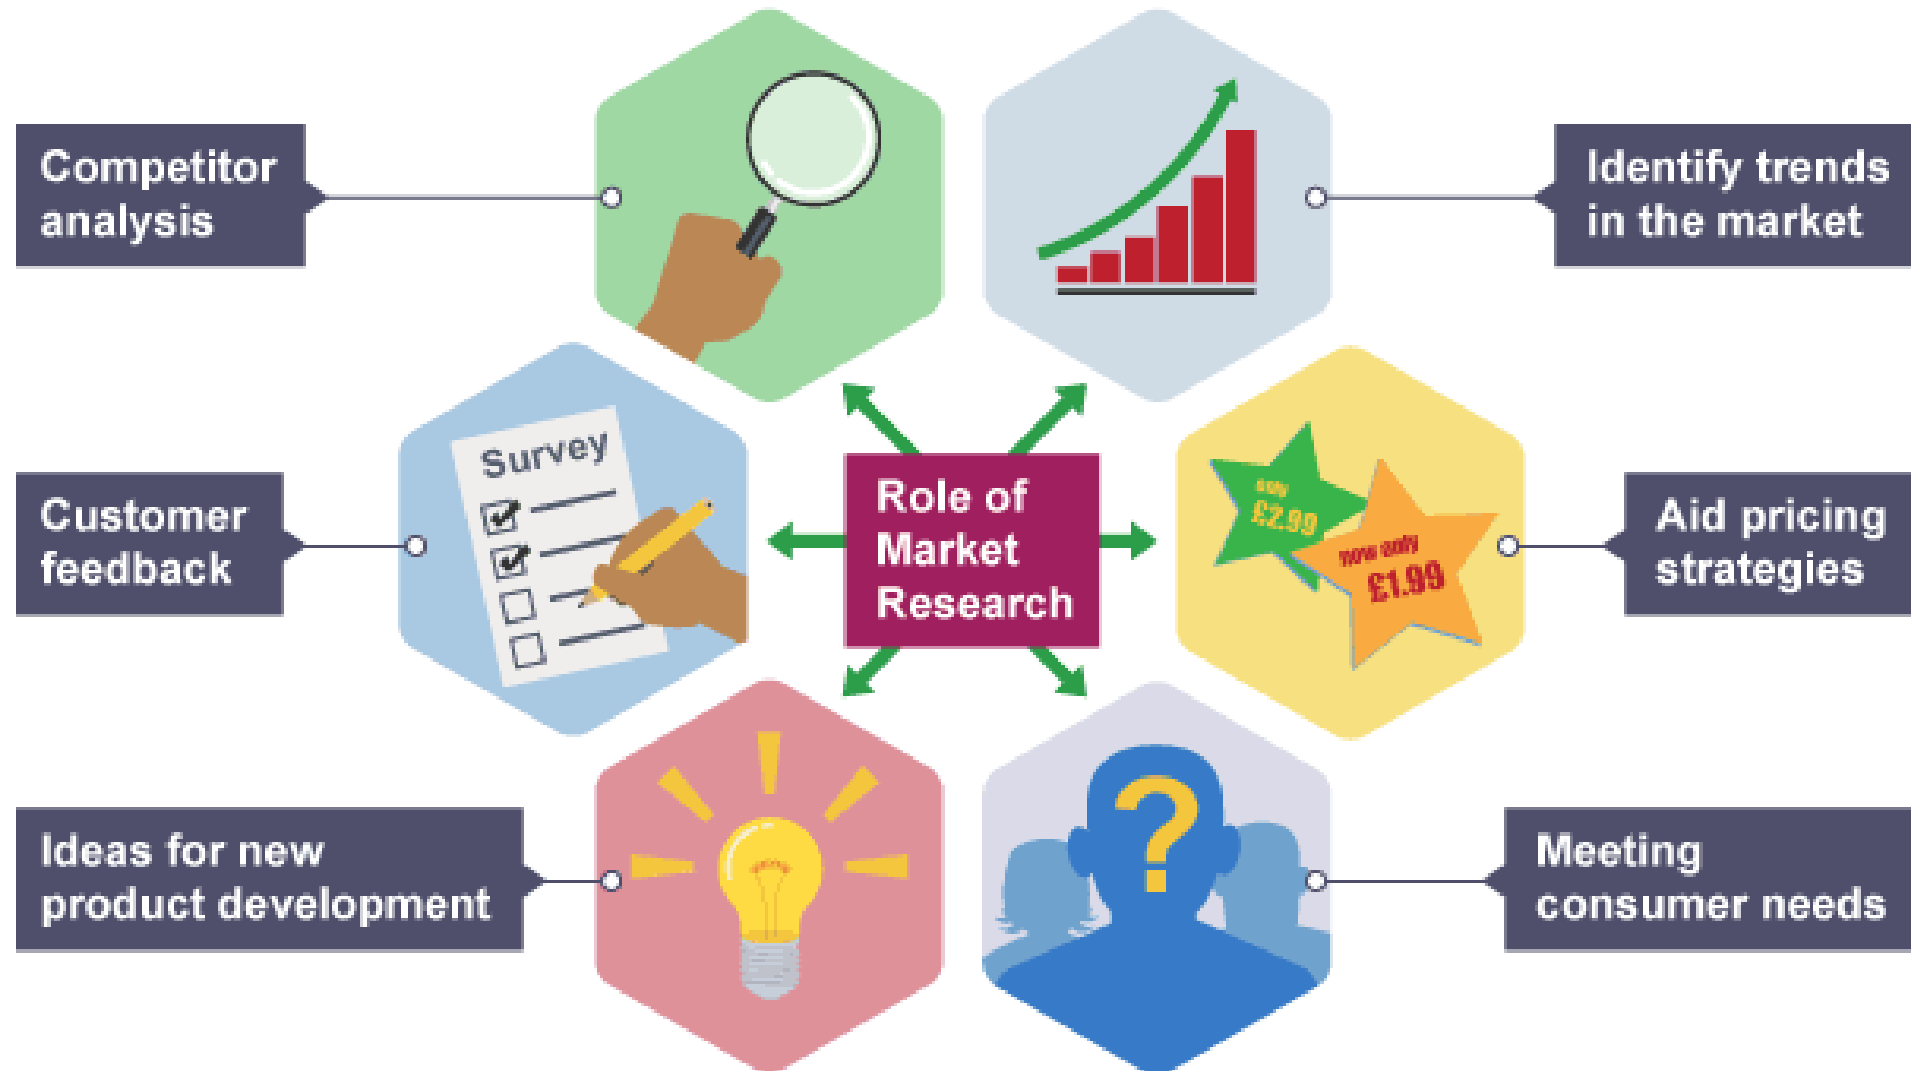 Competitor
analysis
Identify trends
in the market
Survey
Customer
feedback
Role of
Market
Research
only
£2.99
now only
£1.99
Aid pricing
strategies
Ideas for new
product development
?
Meeting
consumer needs